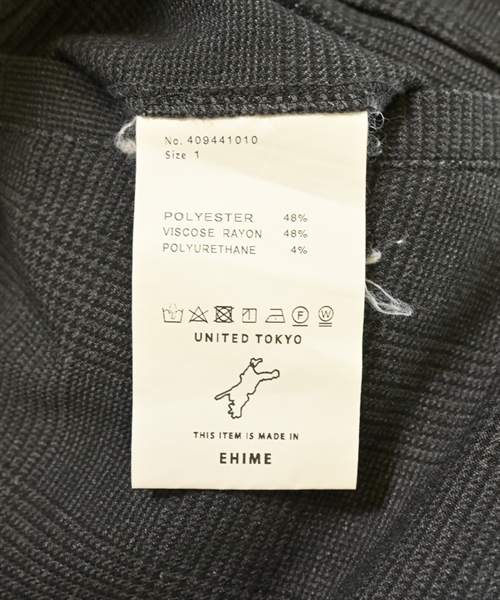 No. 409441010
Size 1
POLYESTER 48%
VISCOSE RAYON 48%
POLYURETHANE 4%
F W
UNITED TOKYO
THIS ITEM IS MADE IN
EHIME